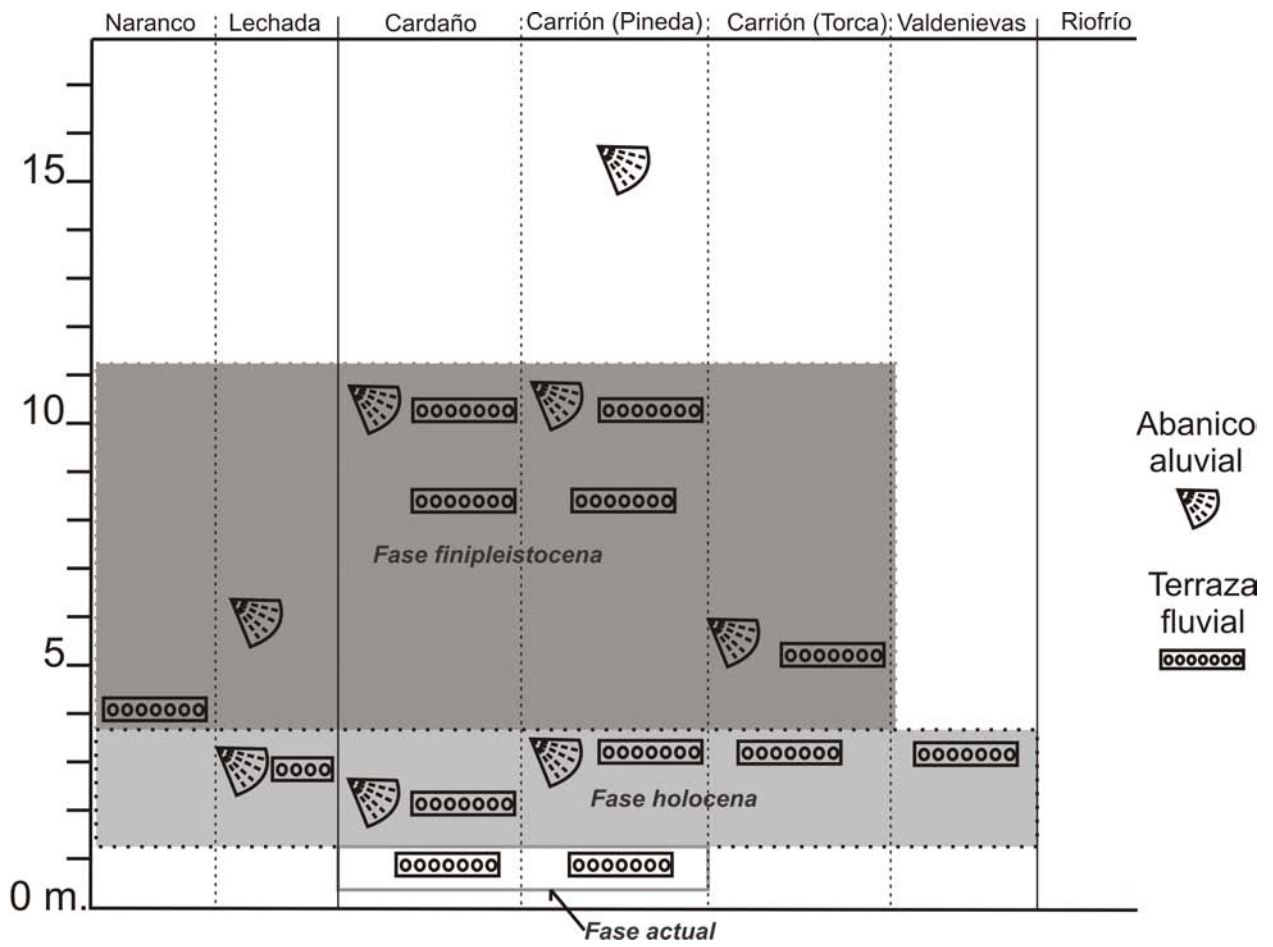 Naranco Lechada Cardaño Carrión (Pineda) Carrión (Torca) Valdenievas Riofrío
15
10
Abanico
aluvial
Fase finipleistocena
Terraza
fluvial
5
Fase holocena
0 m.
Fase actual